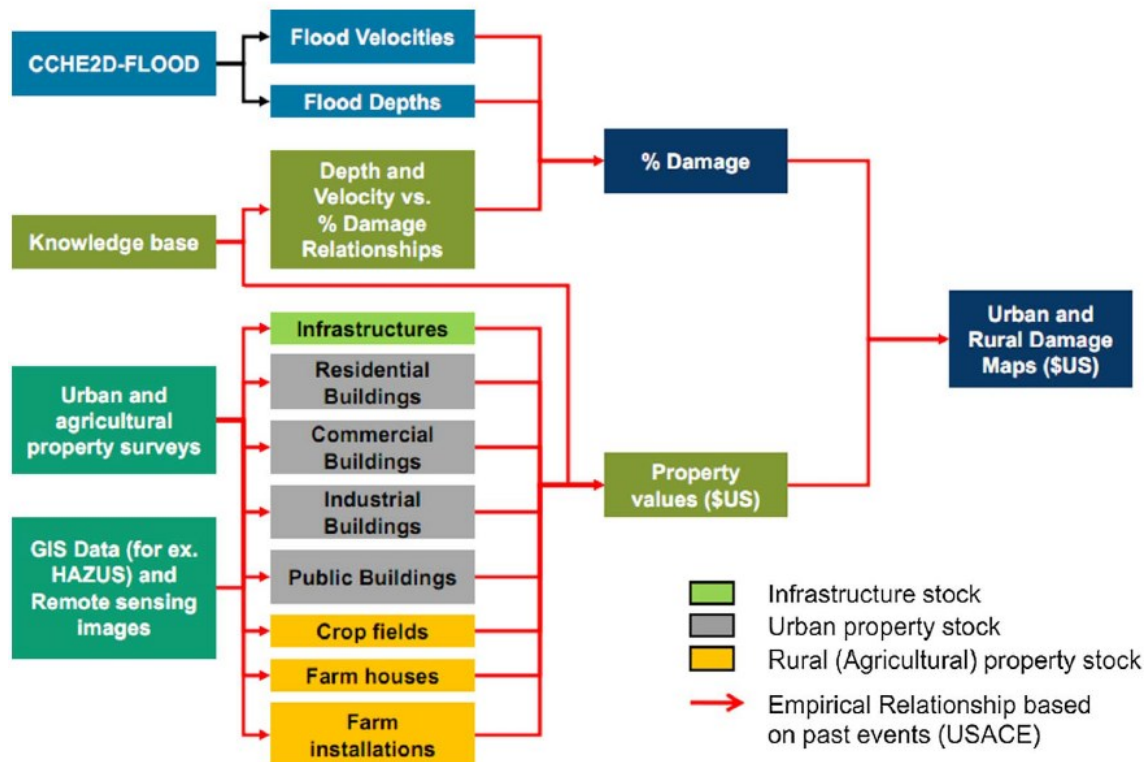 CCHE2D-FLOOD
Flood Velocities
Flood Depths
% Damage
Depth and
Velocity vs.
% Damage
Relationships
Knowledge base
Infrastructures
Residential
Buildings
Commercial
Buildings
Industrial
Buildings
Public Buildings
Crop fields
Farm houses
Farm
installations
Urban and
agricultural
property surveys
GIS Data (for ex.
HAZUS) and
Remote sensing
images
Property
values ($US)
Urban and
Rural Damage
Maps ($US)
Infrastructure stock
Urban property stock
Rural (Agricultural) property stock
Empirical Relationship based
on past events (USACE)